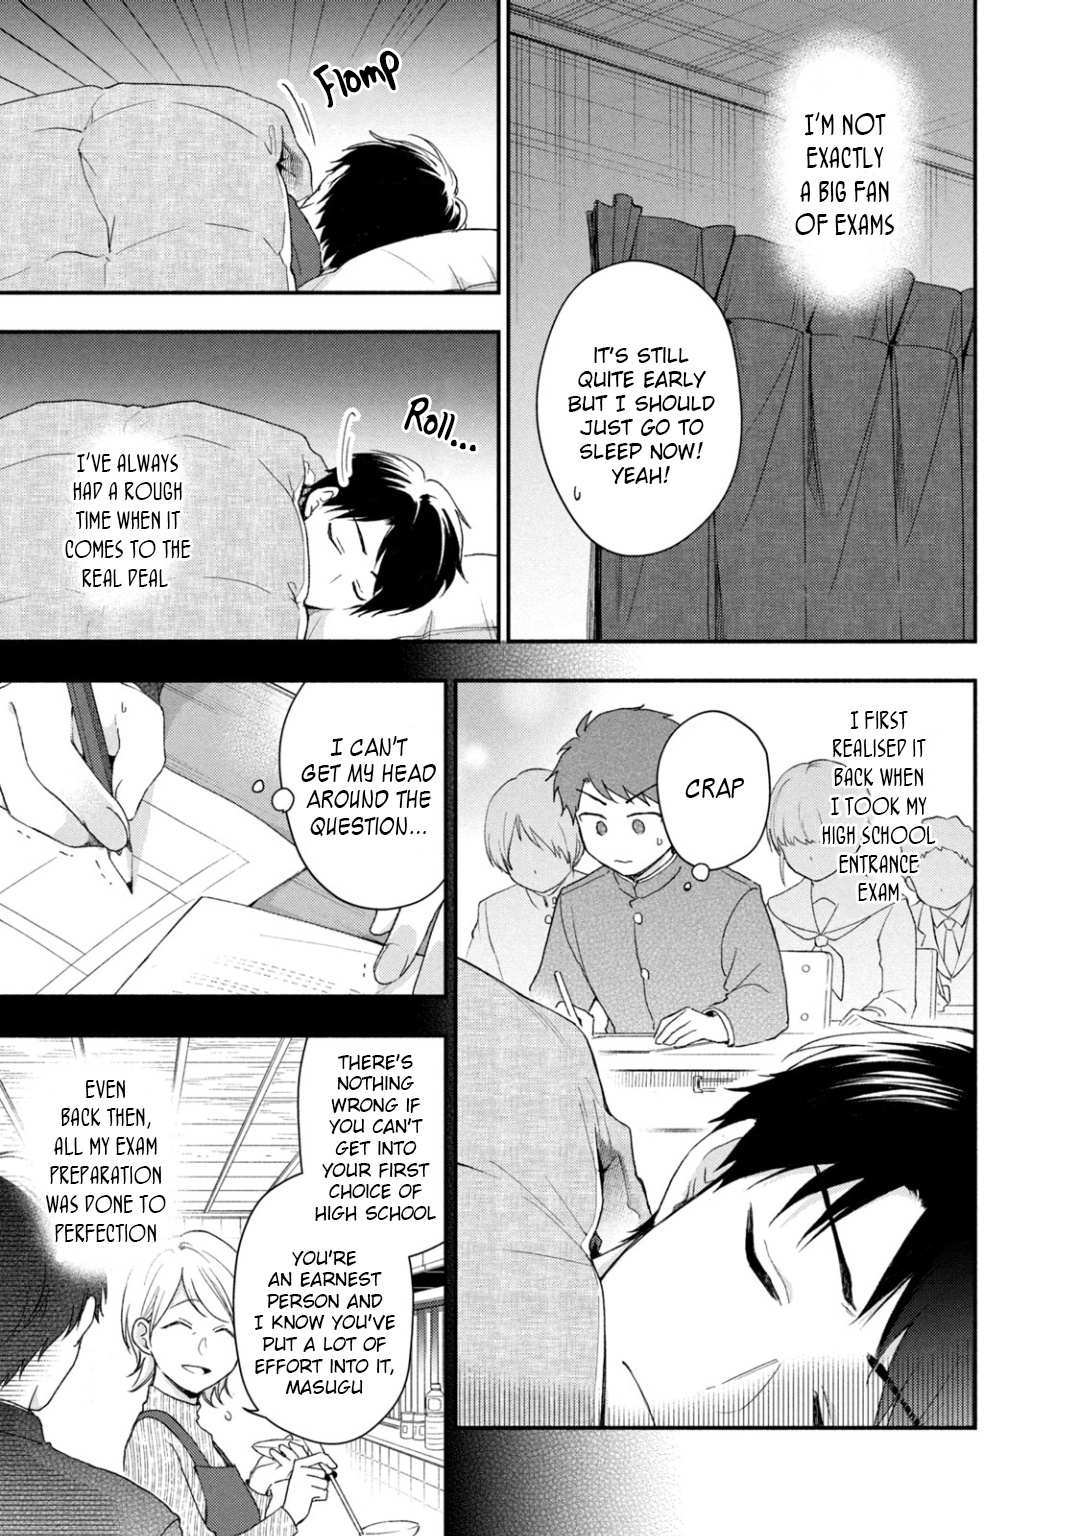 I'M NOT
EXACTLY
A BIG FAN
OF EXAMS
IT'S STILL
QUITE EARLY
BUT I SHOULD
JUST GO TO
SLEEP NOW!
YEAH!
Flomp
Roll...
I'VE ALWAYS
HAD A ROUGH
TIME WHEN IT
COMES TO THE
REAL DEAL
I FIRST
REALISED IT
BACK WHEN
I TOOK MY
HIGH SCHOOL
ENTRANCE
EXAM
CRAP
I CAN'T
GET MY HEAD
AROUND THE
QUESTION...
THERE'S
NOTHING
WRONG IF
YOU CAN'T
GET INTO
YOUR FIRST
CHOICE OF
HIGH SCHOOL
YOU'RE
AN EARNEST
PERSON AND
I KNOW YOU'VE
PUT A LOT OF
EFFORT INTO IT,
MASUGU
EVEN
BACK THEN,
ALL MY EXAM
PREPARATION
WAS DONE TO
PERFECTION